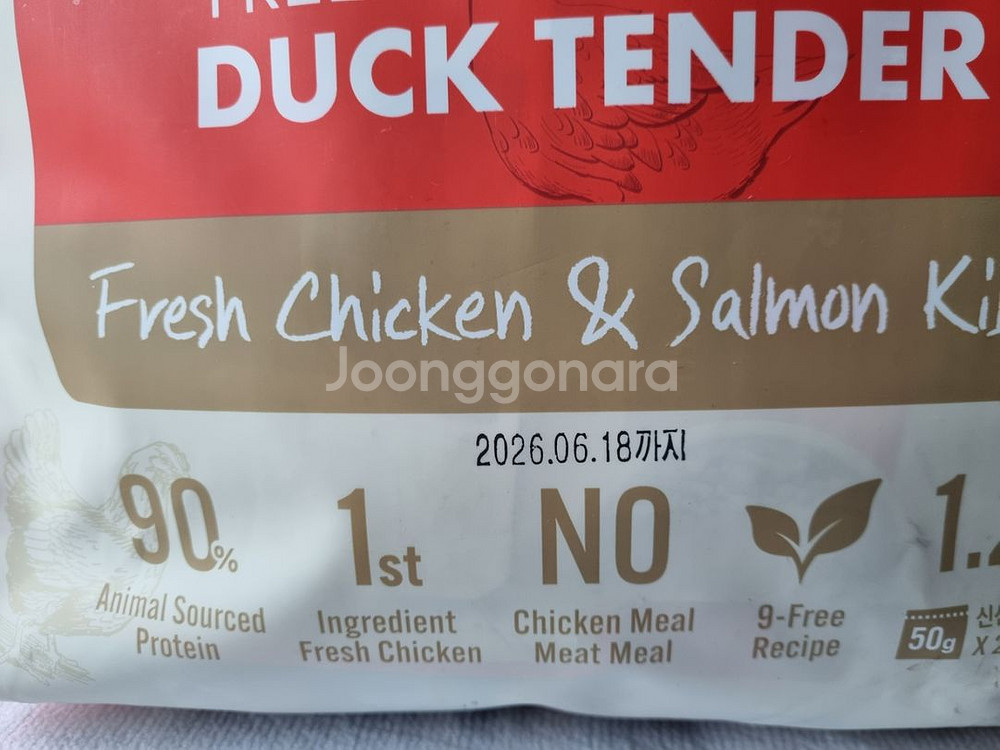 DUCK TENDER
Fresh Chicken & Salmon
Joonggonara
2026.06.18까지
90%
Animal Sourced
Protein
1st
Ingredient
Fresh Chicken
NO
Chicken Meal
Meat Meal
9-Free
Recipe
50g